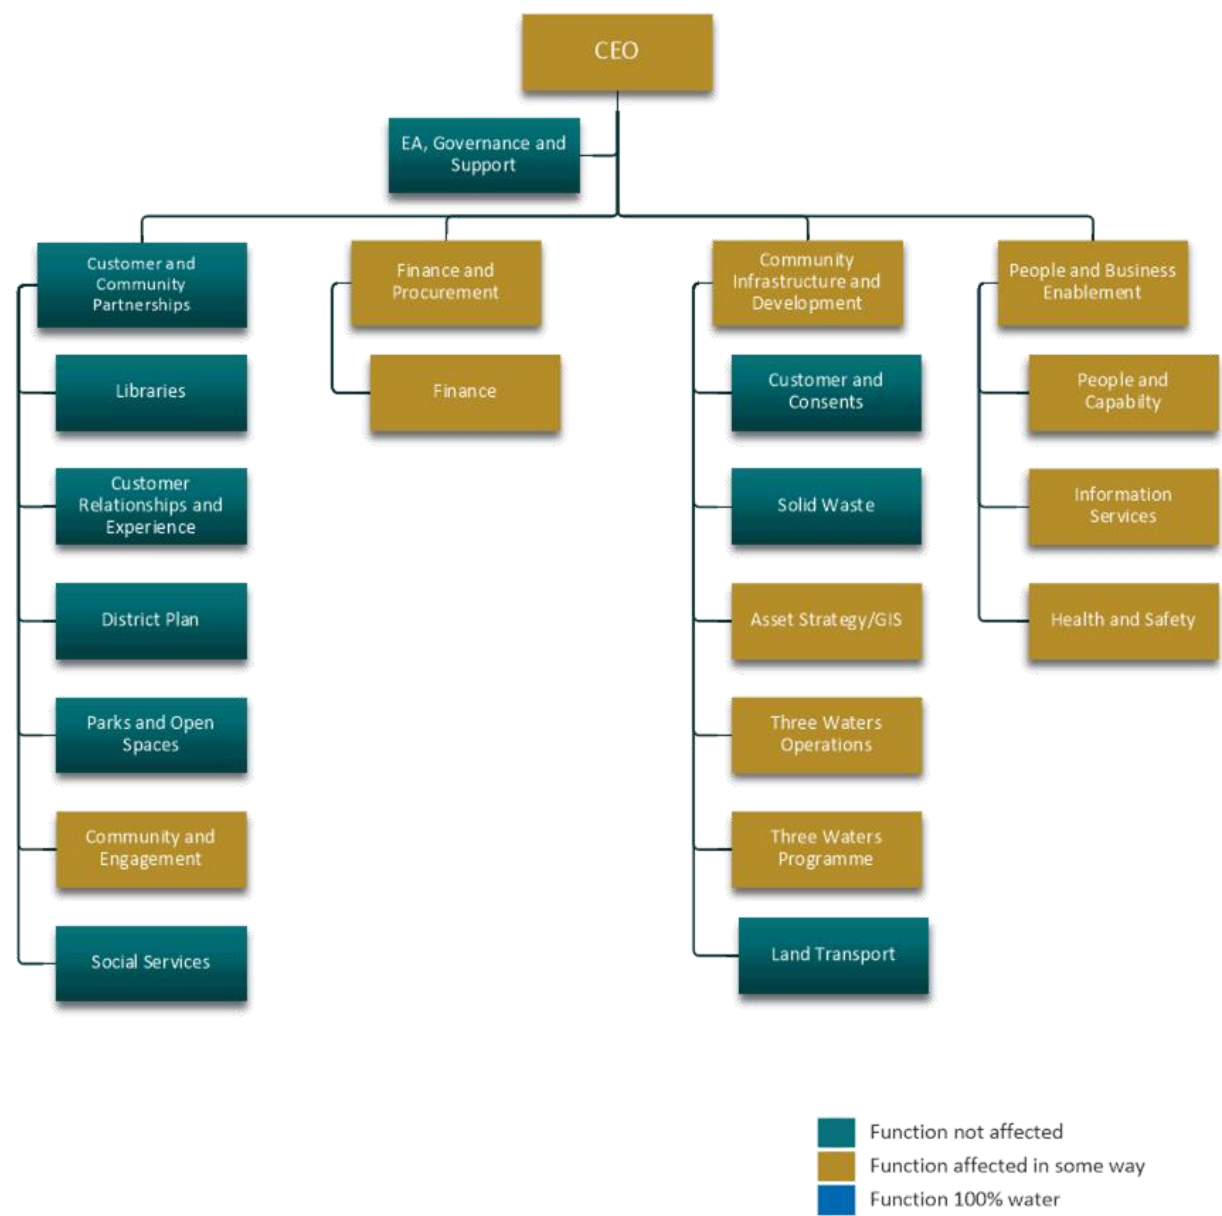 CEO
EA, Governance and
Support
Customer and
Community
Partnerships
Libraries
Customer
Relationships and
Experience
District Plan
Parks and Open
Spaces
Community and
Engagement
Social Services
Finance and
Procurement
Finance
Community
Infrastructure and
Development
Customer and
Consents
Solid Waste
Asset Strategy/GIS
Three Waters
Operations
Three Waters
Programme
Land Transport
People and Business
Enablement
People and
Capabilty
Information
Services
Health and Safety
Function not affected
Function affected in some way
Function 100% water